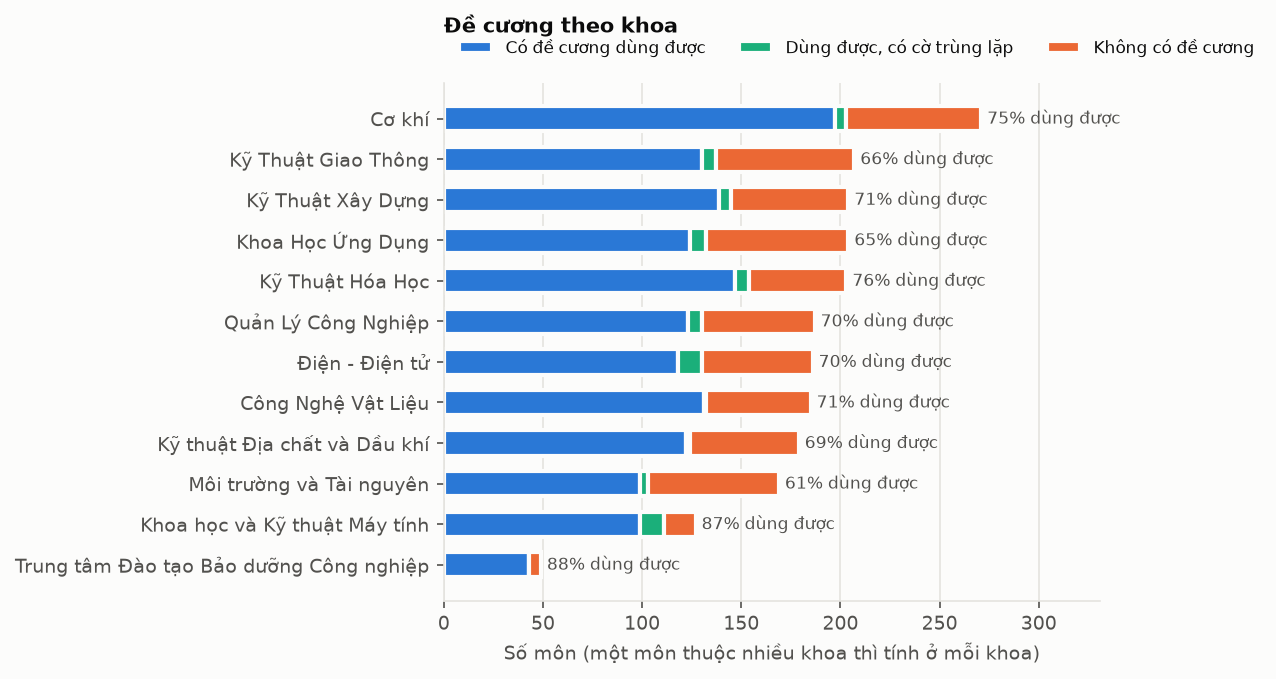 Đề cương theo khoa
Có đề cương dùng được Dùng được, có cờ trùng lặp Không có đề cương
Cơ khí 75% dùng được
Kỹ Thuật Giao Thông 66% dùng được
Kỹ Thuật Xây Dựng 71% dùng được
Khoa Học Ứng Dụng 65% dùng được
Kỹ Thuật Hóa Học 76% dùng được
Quản Lý Công Nghiệp 70% dùng được
Điện - Điện tử 70% dùng được
Công Nghệ Vật Liệu 71% dùng được
Kỹ thuật Địa chất và Dầu khí 69% dùng được
Môi trường và Tài nguyên 61% dùng được
Khoa học và Kỹ thuật Máy tính 87% dùng được
Trung tâm Đào tạo Bảo dưỡng Công nghiệp 88% dùng được
0 50 100 150 200 250 300
Số môn (một môn thuộc nhiều khoa thì tính ở mỗi khoa)